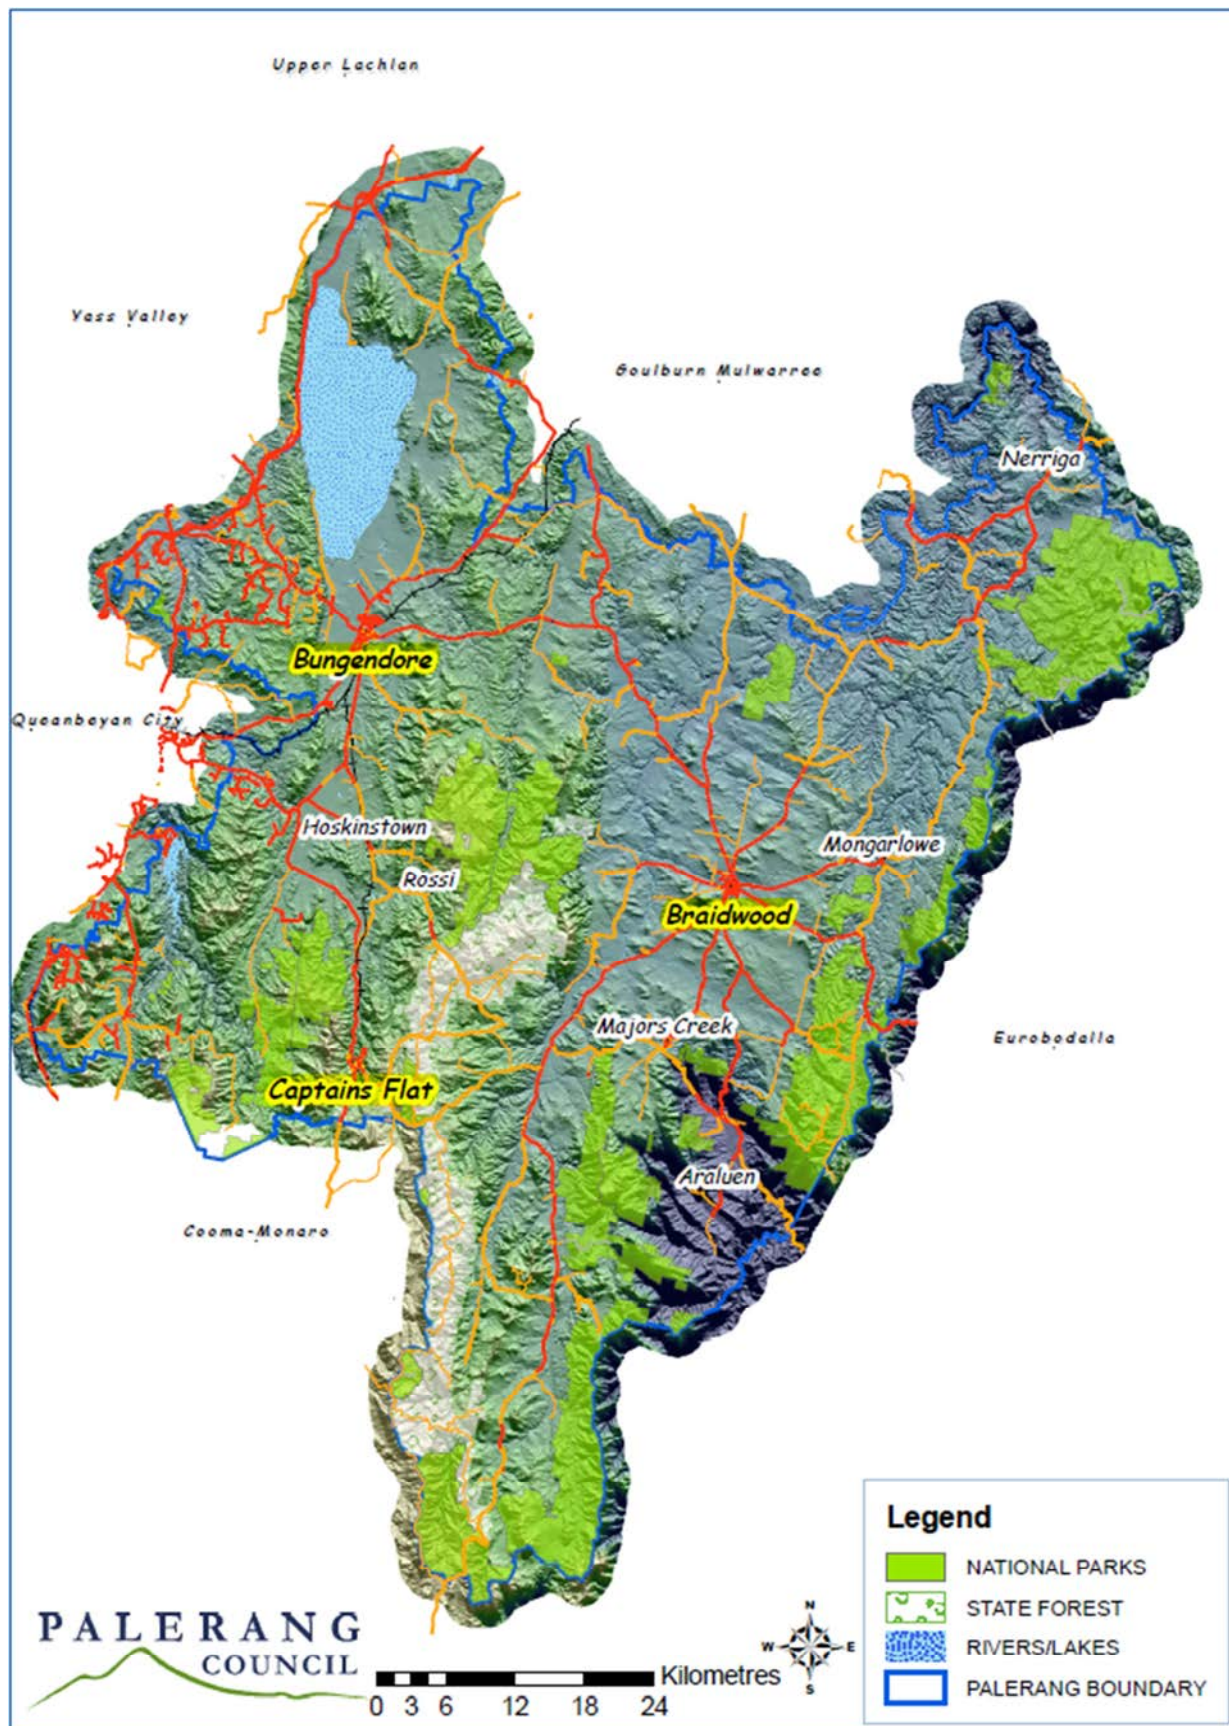 Upper Lachlan
Yass Valley
Goulburn Mulwarree
Nerriga
Bungendore
Queanbeyan City
Hoskinstown
Mongarlowe
Rossi
Braidwood
Majors Creek
Eurobodalla
Captains Flat
Araluen
Cooma-Monaro
Legend
NATIONAL PARKS
STATE FOREST
RIVERS/LAKES
PALERANG BOUNDARY
PALERANG
COUNCIL
Kilometres
0 3 6 12 18 24
N
W E
S